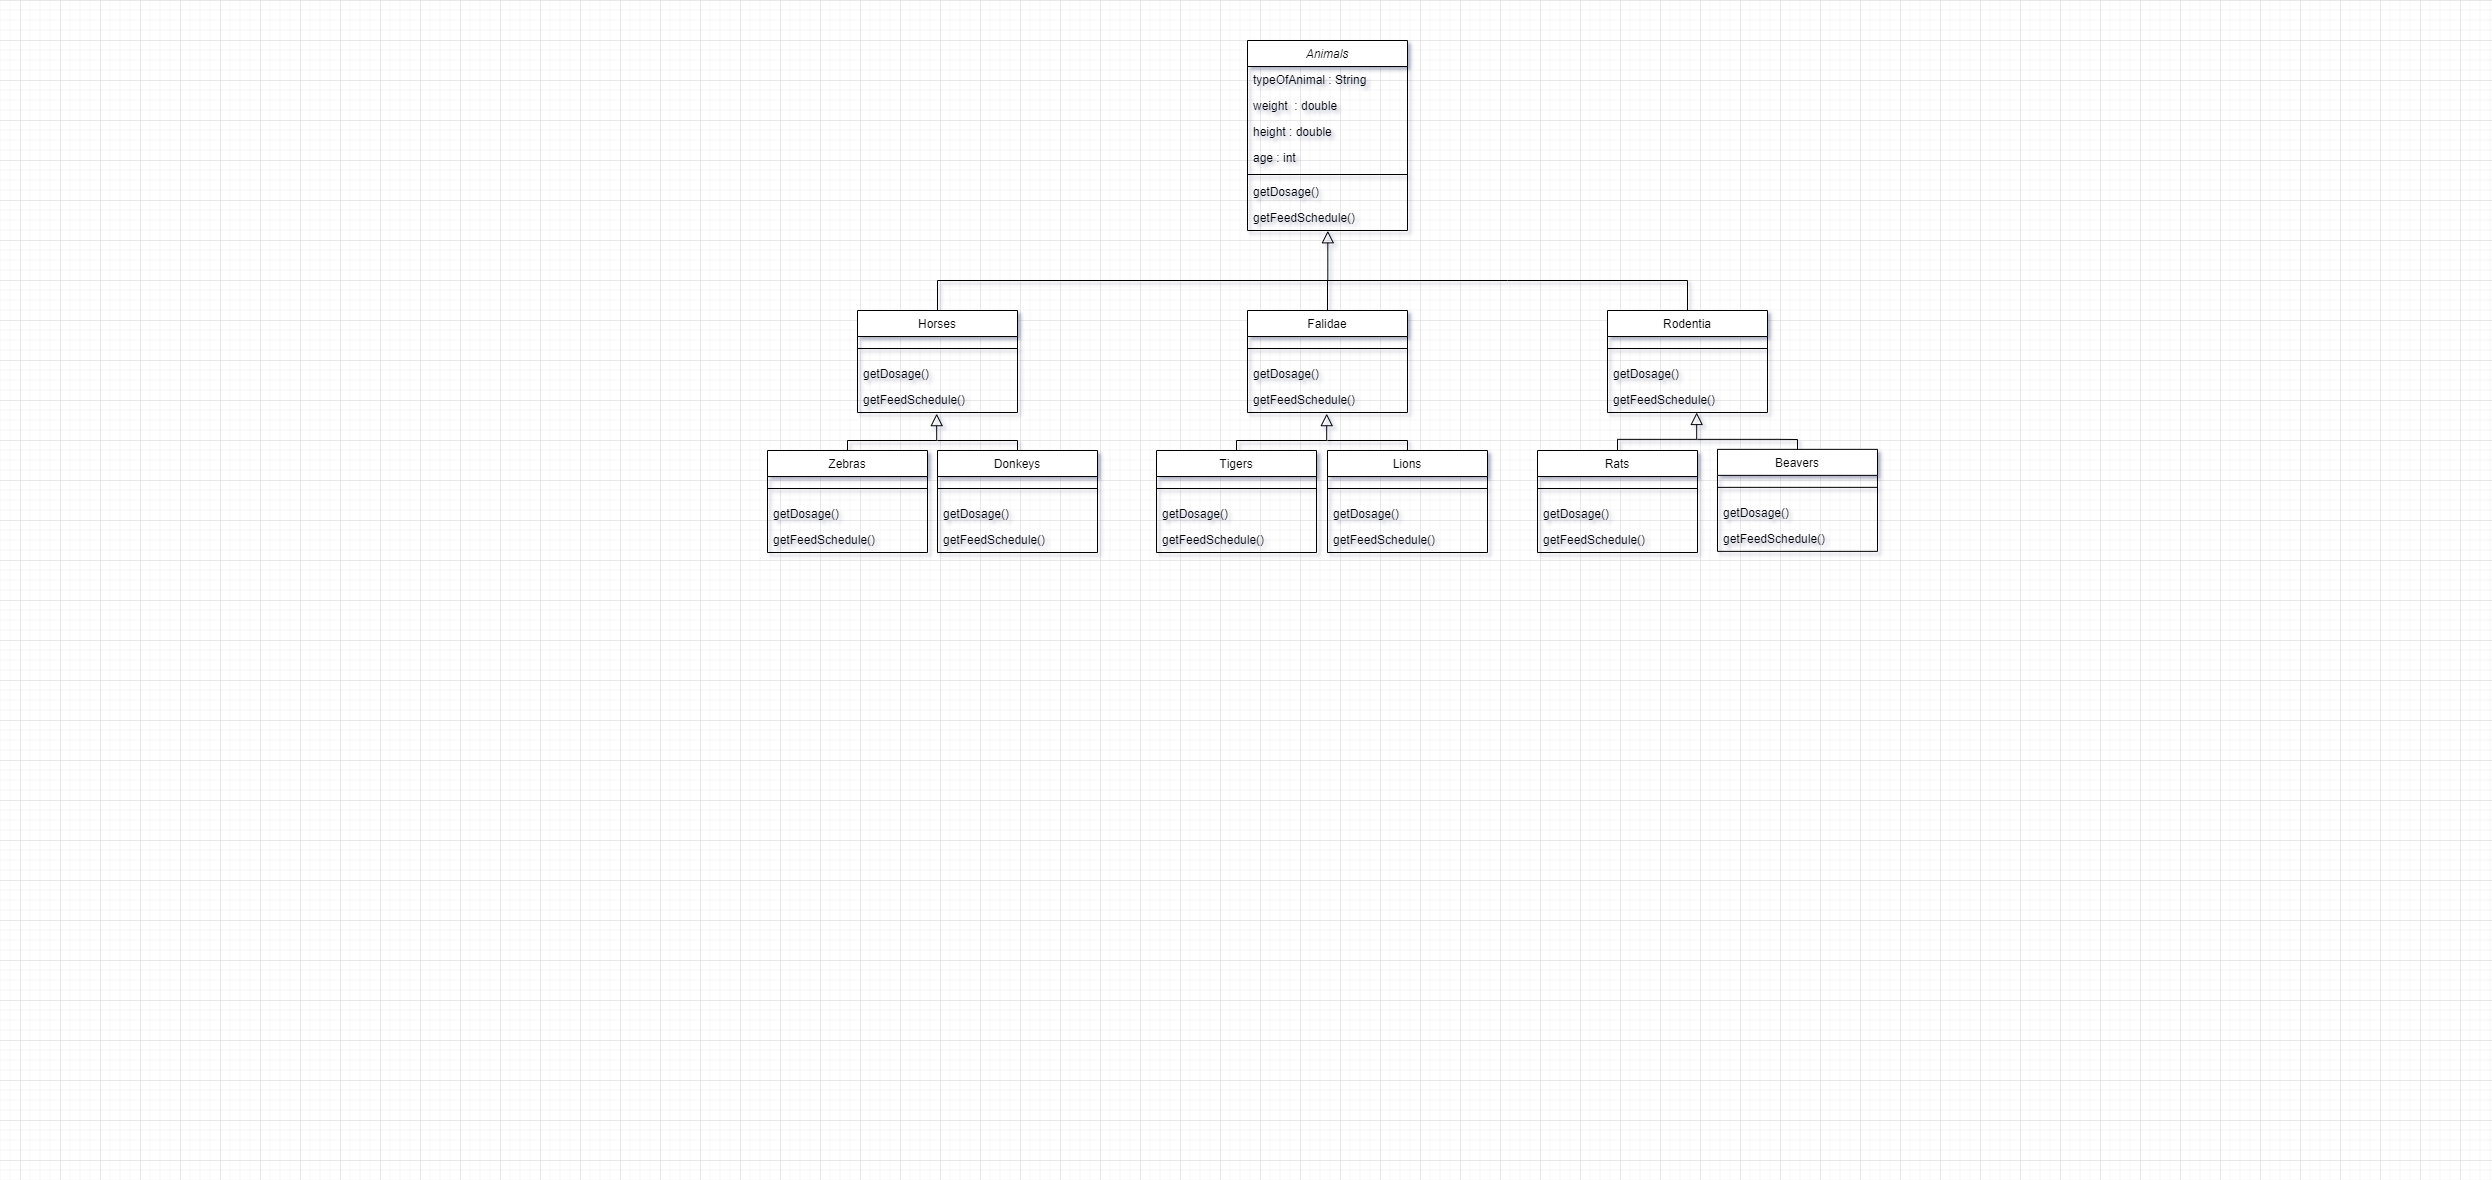 Animals
typeOfAnimal : String
weight  : double
height : double
age : int
getDosage()
getFeedSchedule()
Horses
getDosage()
getFeedSchedule()
Falidae
getDosage()
getFeedSchedule()
Rodentia
getDosage()
getFeedSchedule()
Zebras
getDosage()
getFeedSchedule()
Donkeys
getDosage()
getFeedSchedule()
Tigers
getDosage()
getFeedSchedule()
Lions
getDosage()
getFeedSchedule()
Rats
getDosage()
getFeedSchedule()
Beavers
getDosage()
getFeedSchedule()